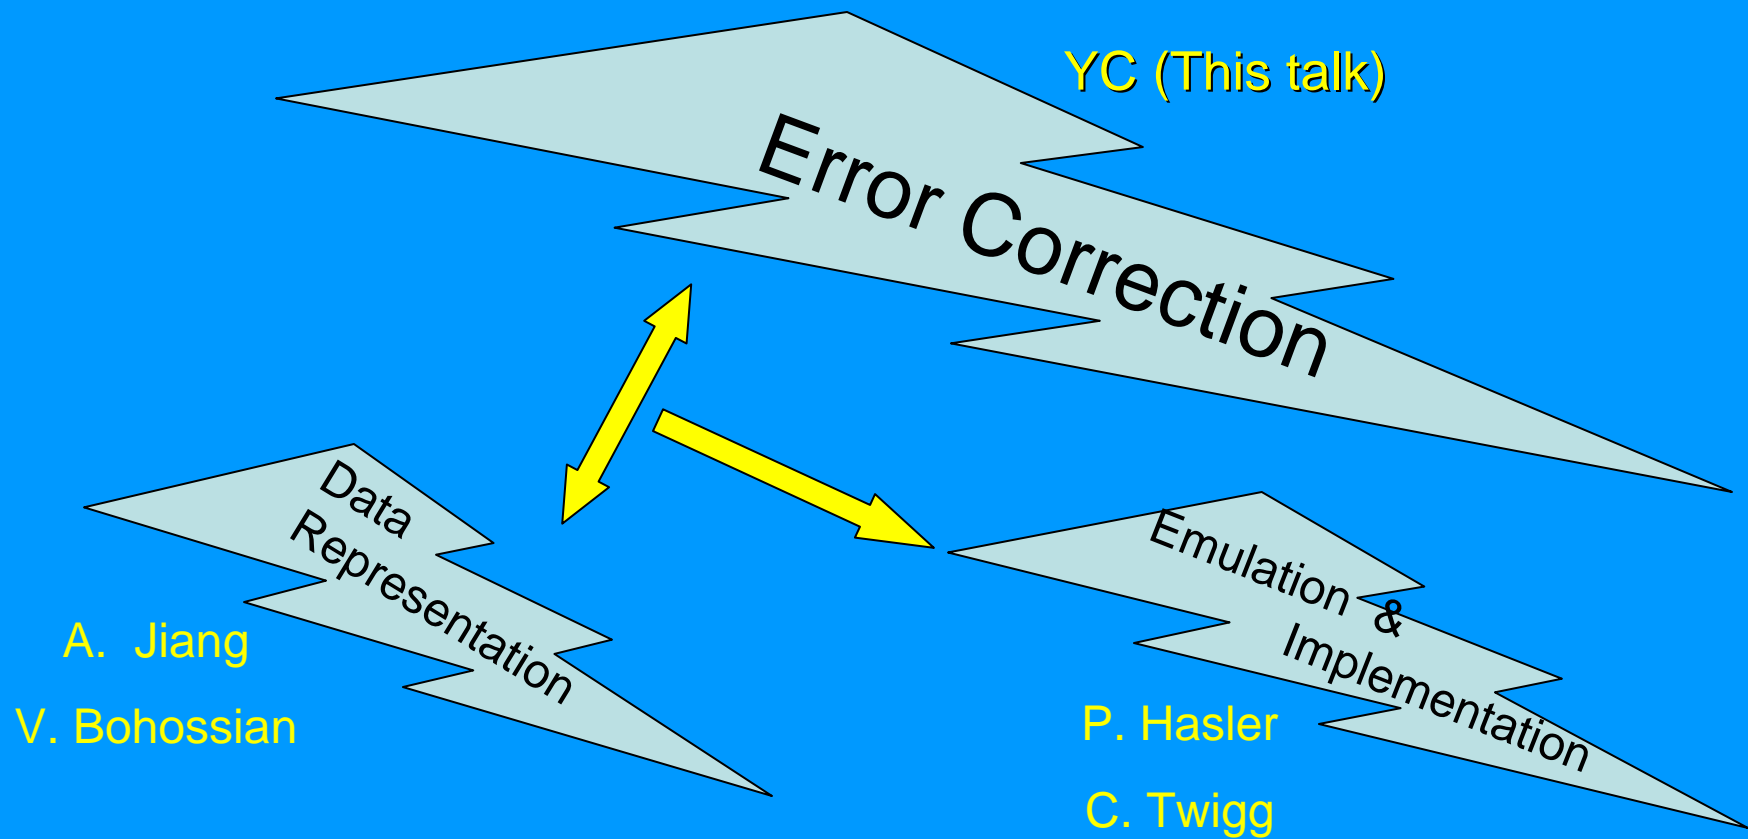 YC (This talk)
Error Correction
Data
Representation
A. Jiang
V. Bohossian
Emulation &
Implementation
P. Hasler
C. Twigg